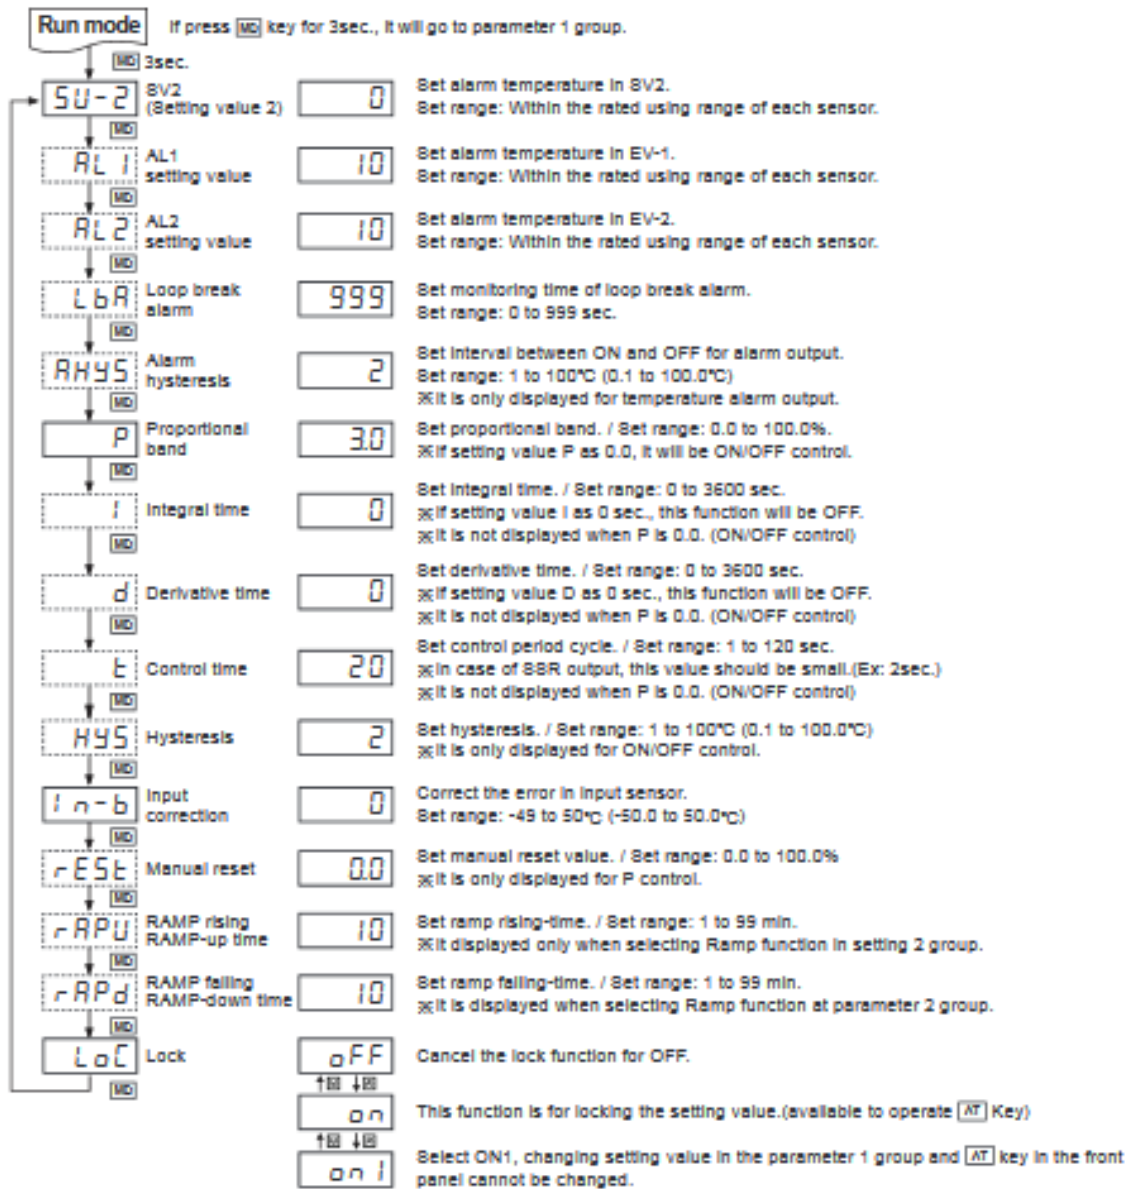 Run mode If press MD key for 3sec., it will go to parameter 1 group.
MD 3sec.
SU-2 SV2 0 Set alarm temperature in SV2.
(Setting value 2) Set range: Within the rated using range of each sensor.
MD
AL1 AL1 10 Set alarm temperature in EV-1.
setting value Set range: Within the rated using range of each sensor.
MD
AL2 AL2 10 Set alarm temperature in EV-2.
setting value Set range: Within the rated using range of each sensor.
MD
LbA Loop break 999 Set monitoring time of loop break alarm.
alarm Set range: 0 to 999 sec.
MD
AHYS Alarm 2 Set interval between ON and OFF for alarm output.
hysteresis Set range: 1 to 100℃ (0.1 to 100.0℃)
MD ※It is only displayed for temperature alarm output.
P Proportional 3.0 Set proportional band. / Set range: 0.0 to 100.0%.
band ※If setting value P as 0.0, it will be ON/OFF control.
MD
I Integral time 0 Set integral time. / Set range: 0 to 3600 sec.
※If setting value I as 0 sec., this function will be OFF.
MD ※It is not displayed when P is 0.0. (ON/OFF control)
d Derivative time 0 Set derivative time. / Set range: 0 to 3600 sec.
※If setting value D as 0 sec., this function will be OFF.
MD ※It is not displayed when P is 0.0. (ON/OFF control)
t Control time 20 Set control period cycle. / Set range: 1 to 120 sec.
※In case of SSR output, this value should be small.(Ex: 2sec.)
MD ※It is not displayed when P is 0.0. (ON/OFF control)
HYS Hysteresis 2 Set hysteresis. / Set range: 1 to 100℃ (0.1 to 100.0℃)
※It is only displayed for ON/OFF control.
MD
In-b Input 0 Correct the error in input sensor.
correction Set range: -49 to 50℃ (-50.0 to 50.0℃)
MD
rESt Manual reset 0.0 Set manual reset value. / Set range: 0.0 to 100.0%
※It is only displayed for P control.
MD
rAPU RAMP rising 10 Set ramp rising-time. / Set range: 1 to 99 min.
RAMP-up time ※It displayed only when selecting Ramp function in setting 2 group.
MD
rAPd RAMP falling 10 Set ramp falling-time. / Set range: 1 to 99 min.
RAMP-down time ※It is displayed when selecting Ramp function at parameter 2 group.
MD
LoC Lock oFF Cancel the lock function for OFF.
MD
on This function is for locking the setting value.(available to operate AT Key)
on1 Select ON1, changing setting value in the parameter 1 group and AT key in the front
panel cannot be changed.